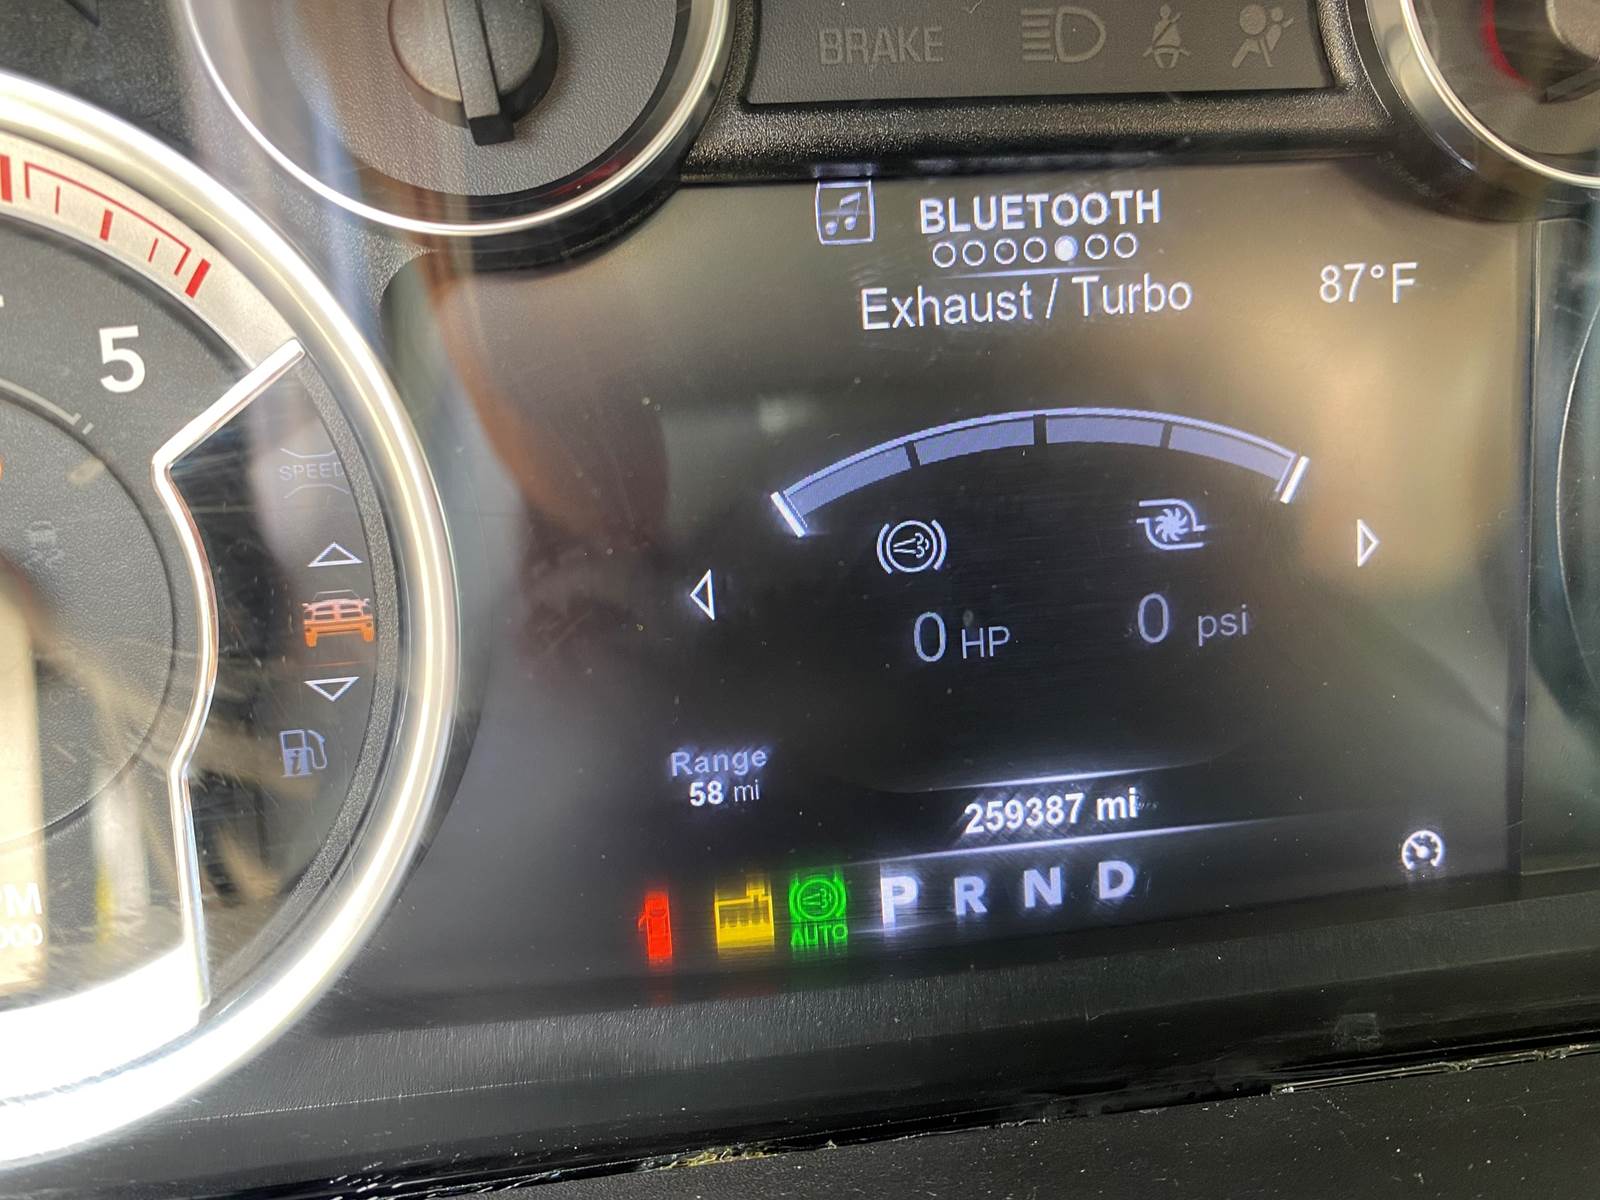 BRAKE
BLUETOOTH
Exhaust / Turbo
87°F
5
SPEED
0 HP
0 psi
Range
58 mi
259387 mi
P R N D
AUTO